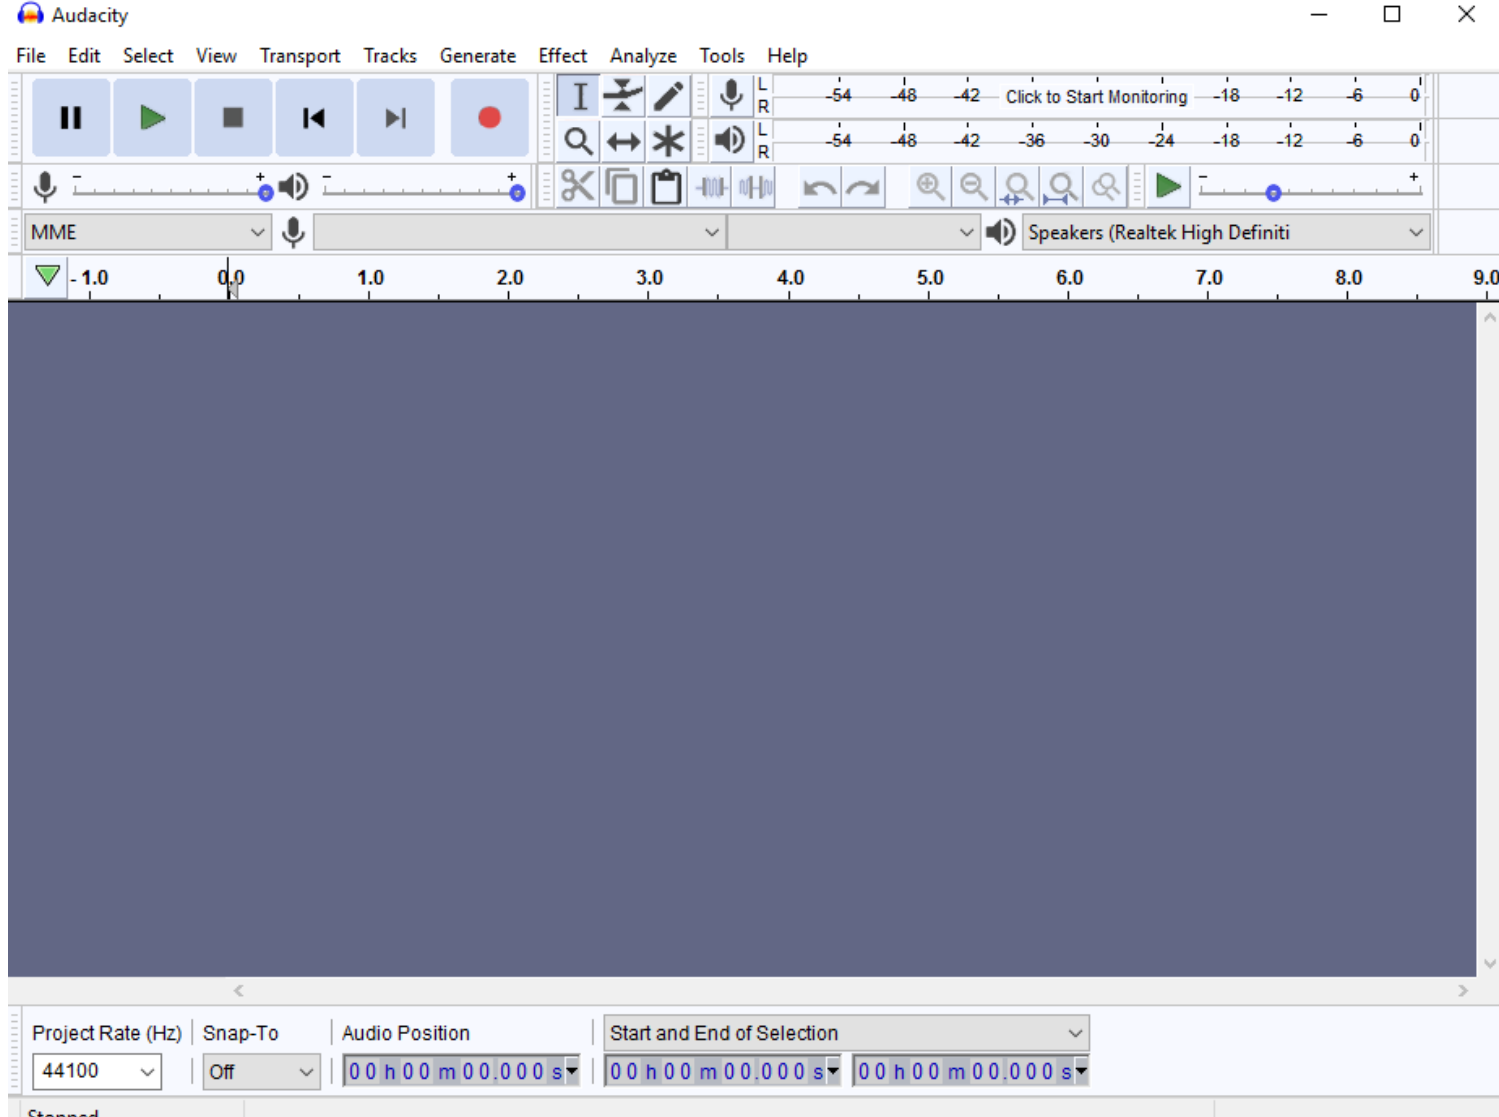 Audacity
File Edit Select View Transport Tracks Generate Effect Analyze Tools Help
L
R
-54 -48 -42 Click to Start Monitoring -18 -12 -6 0
L
R
-54 -48 -42 -36 -30 -24 -18 -12 -6 0
- + - + - +
MME Speakers (Realtek High Definiti
- 1.0 0.0 1.0 2.0 3.0 4.0 5.0 6.0 7.0 8.0 9.0
Project Rate (Hz) Snap-To Audio Position Start and End of Selection
44100 Off 00 h 00 m 00.000 s 00 h 00 m 00.000 s 00 h 00 m 00.000 s
Stopped